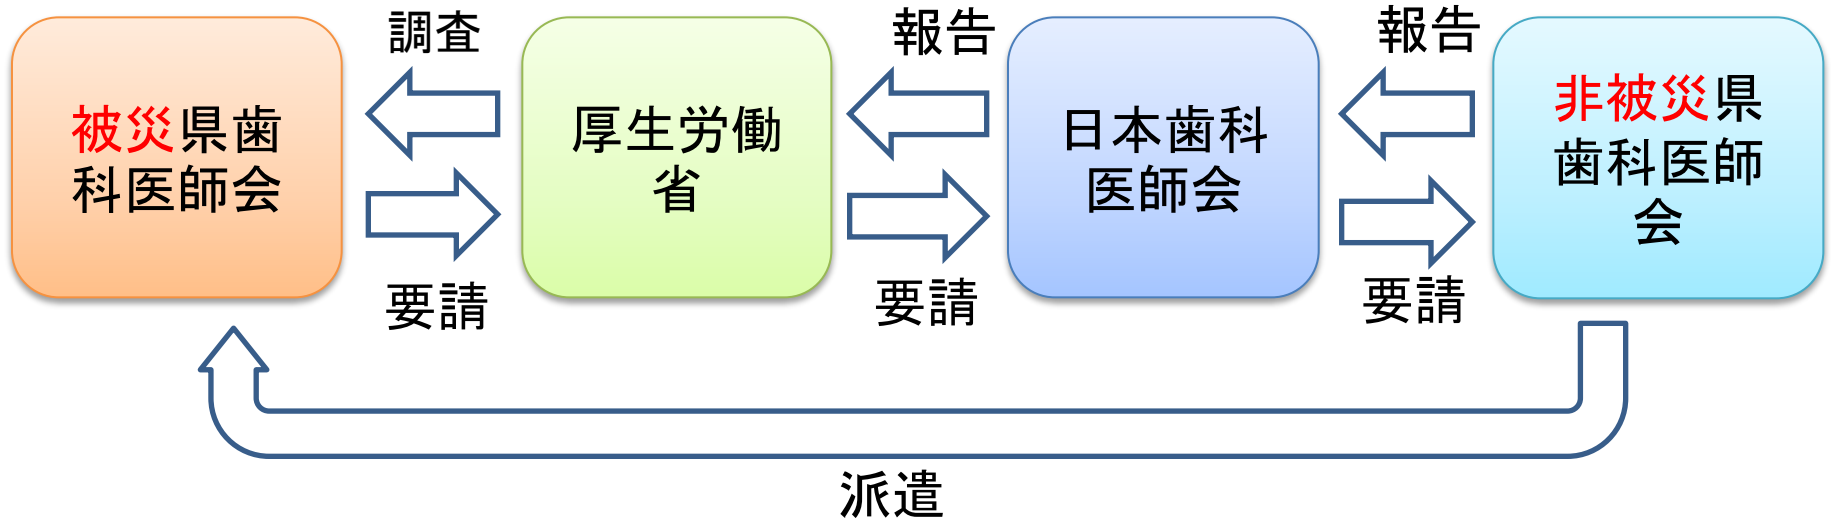 調査
報告
報告
被災県歯
科医師会
厚生労働
省
日本歯科
医師会
非被災県
歯科医師
会
要請
要請
要請
派遣